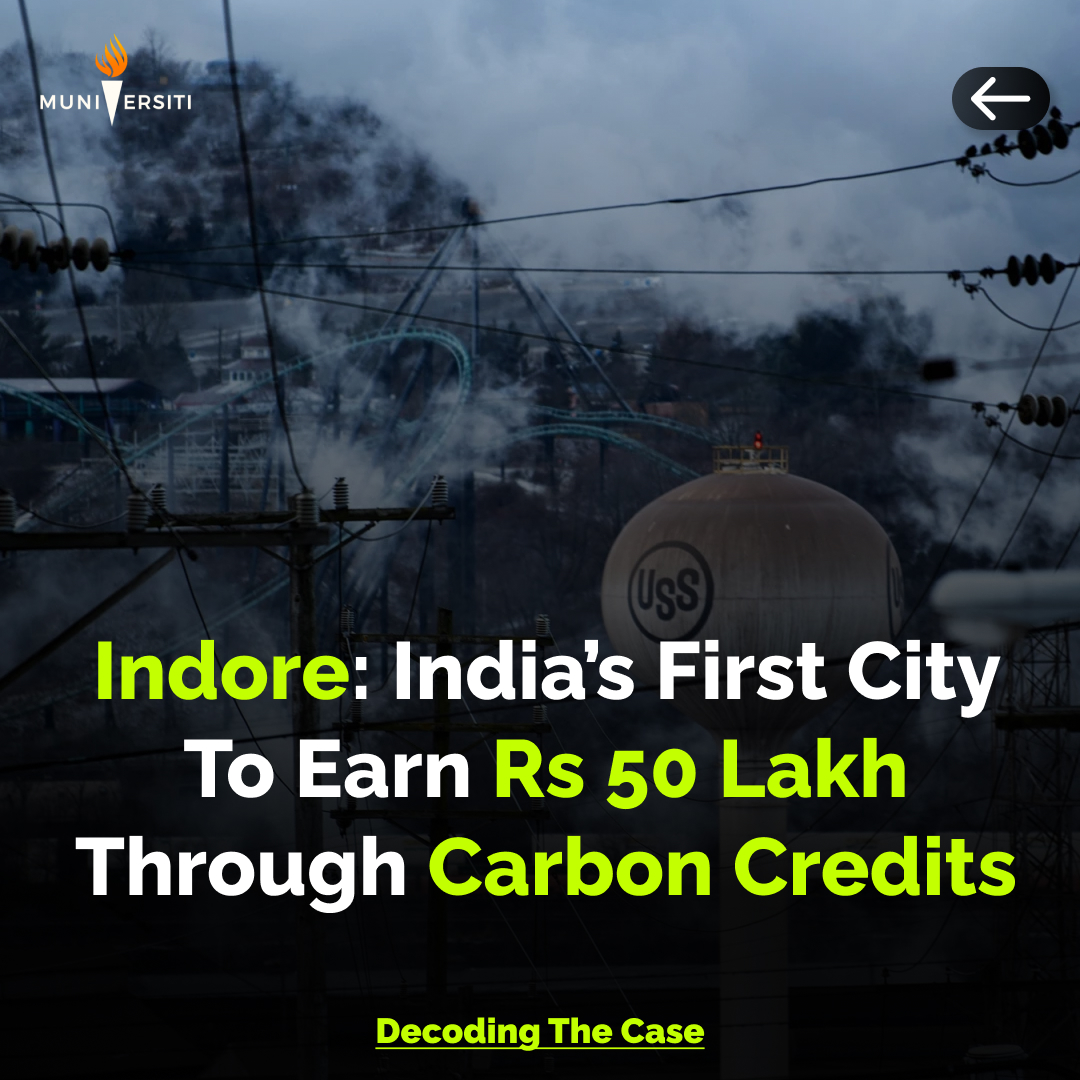 MUNIVERSITI
USS
Indore: India’s First City
To Earn Rs 50 Lakh
Through Carbon Credits
Decoding The Case